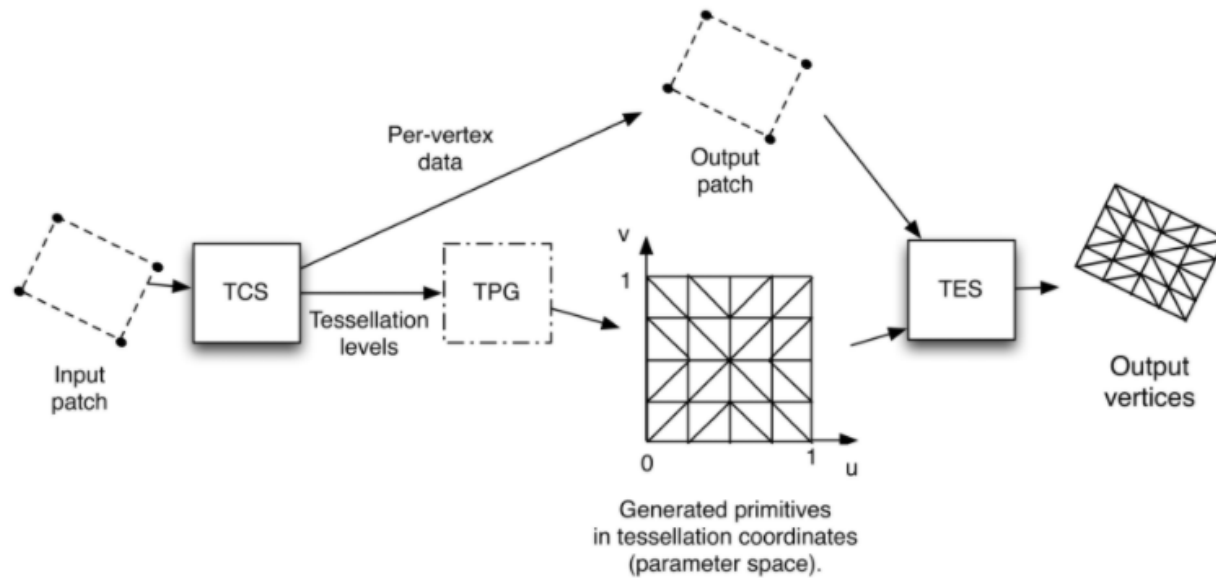 Per-vertex
data
Output
patch
Input
patch
TCS
Tessellation
levels
TPG
v
1
0
1
u
Generated primitives
in tessellation coordinates
(parameter space).
TES
Output
vertices